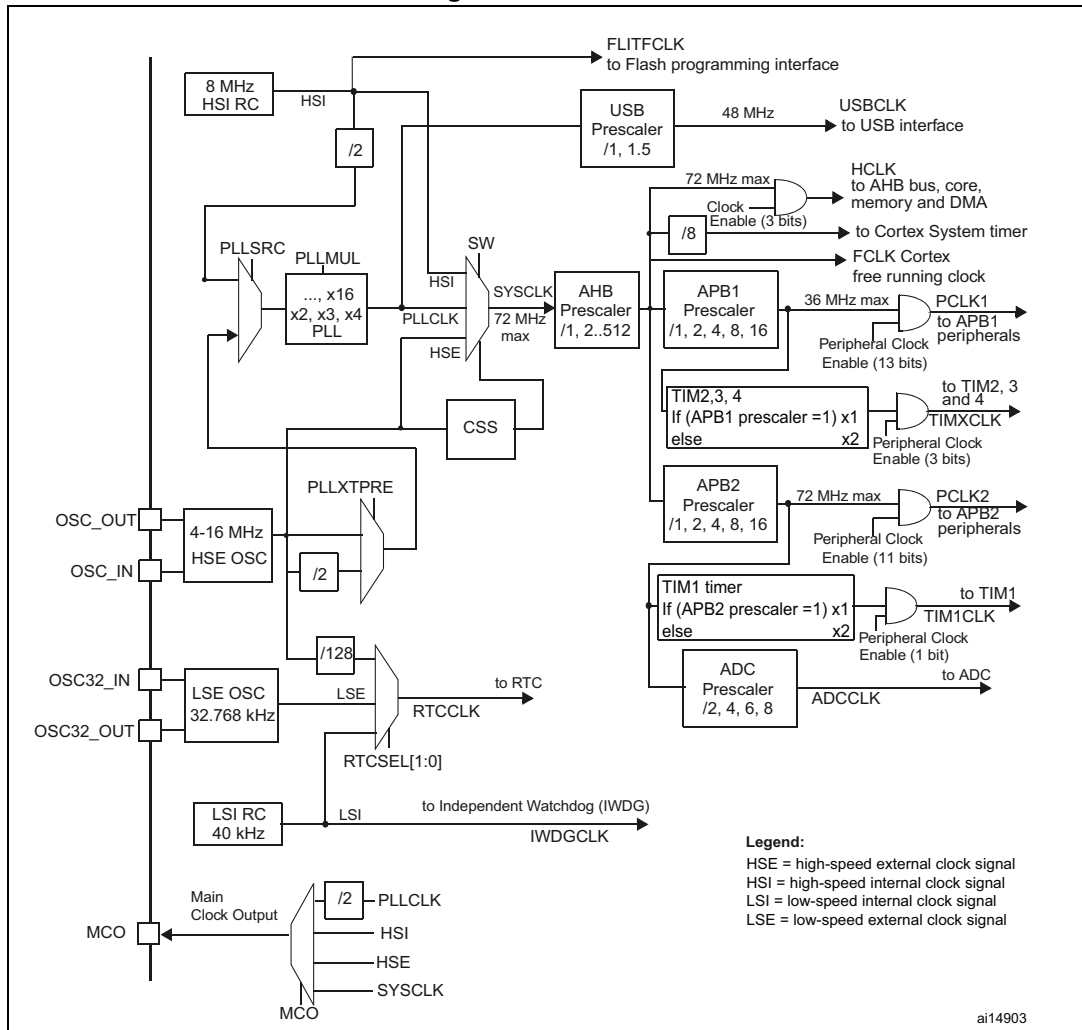 FLITFCLK
to Flash programming interface
8 MHz
HSI RC
HSI
/2
USB
Prescaler
/1, 1.5
48 MHz
USBCLK
to USB interface
72 MHz max
Clock
Enable (3 bits)
HCLK
to AHB bus, core,
memory and DMA
/8
to Cortex System timer
FCLK Cortex
free running clock
PLLSRC
PLLMUL
..., x16
x2, x3, x4
PLL
SW
HSI
PLLCLK
HSE
SYSCLK
72 MHz
max
AHB
Prescaler
/1, 2..512
APB1
Prescaler
/1, 2, 4, 8, 16
36 MHz max
PCLK1
to APB1
peripherals
Peripheral Clock
Enable (13 bits)
TIM2,3, 4
If (APB1 prescaler =1) x1
else x2
to TIM2, 3
and 4
TIMXCLK
Peripheral Clock
Enable (3 bits)
CSS
PLLXTPRE
OSC_OUT
OSC_IN
4-16 MHz
HSE OSC
/2
APB2
Prescaler
/1, 2, 4, 8, 16
72 MHz max
PCLK2
to APB2
peripherals
Peripheral Clock
Enable (11 bits)
TIM1 timer
If (APB2 prescaler =1) x1
else x2
to TIM1
TIM1CLK
Peripheral Clock
Enable (1 bit)
/128
OSC32_IN
OSC32_OUT
LSE OSC
32.768 kHz
LSE
to RTC
RTCCLK
RTCSEL[1:0]
ADC
Prescaler
/2, 4, 6, 8
to ADC
ADCCLK
LSI RC
40 kHz
LSI
to Independent Watchdog (IWDG)
IWDGCLK
Legend:
HSE = high-speed external clock signal
HSI = high-speed internal clock signal
LSI = low-speed internal clock signal
LSE = low-speed external clock signal
Main
Clock Output
MCO
/2
PLLCLK
HSI
HSE
SYSCLK
MCO
ai14903